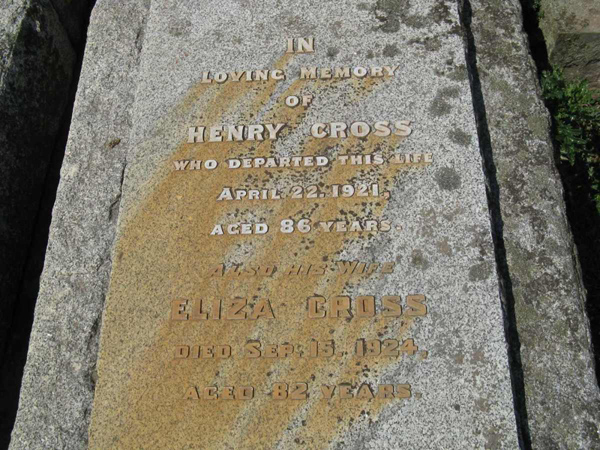 IN
LOVING MEMORY
OF
HENRY CROSS
WHO DEPARTED THIS LIFE
APRIL 22. 1921,
AGED 86 YEARS.
ALSO HIS WIFE
ELIZA CROSS
DIED SEP. 15. 1924,
AGED 82 YEARS.